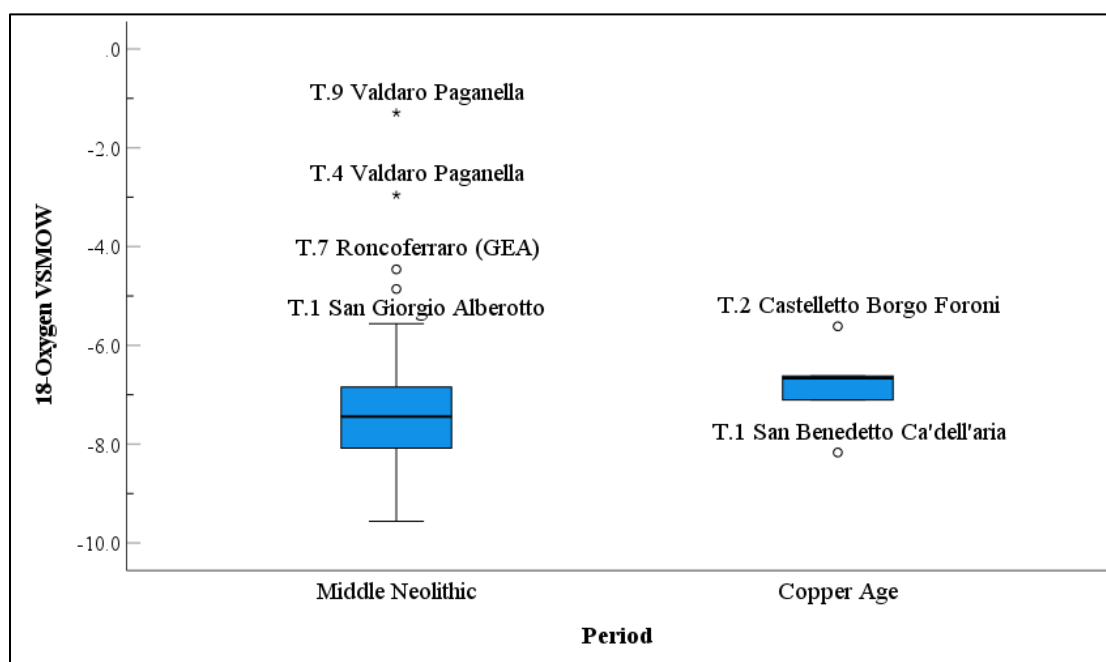 18-Oxygen VSMOW
.0
-2.0
-4.0
-6.0
-8.0
-10.0
T.9 Valdaro Paganella
T.4 Valdaro Paganella
T.7 Roncoferraro (GEA)
T.1 San Giorgio Alberotto
T.2 Castelletto Borgo Foroni
T.1 San Benedetto Ca'dell'aria
Middle Neolithic
Copper Age
Period